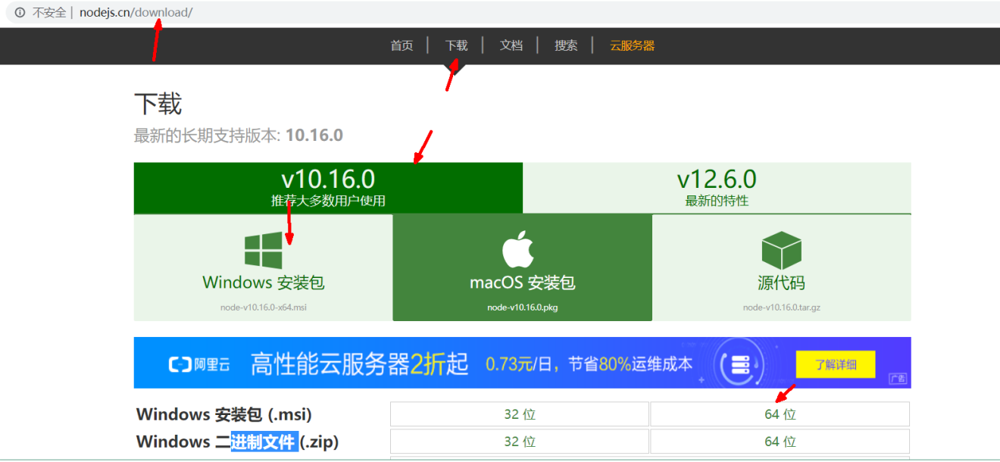 不安全 | nodejs.cn/download/
首页 | 下载 | 文档 | 搜索 | 云服务器
下载
最新的长期支持版本: 10.16.0
v10.16.0 v12.6.0
推荐大多数用户使用 最新的特性
Windows 安装包 macOS 安装包 源代码
node-v10.16.0-x64.msi node-v10.16.0.pkg node-v10.16.0.tar.gz
阿里云 高性能云服务器2折起 0.73元/日，节省80%运维成本 了解详细
广告
Windows 安装包 (.msi) 32 位 64 位
Windows 二进制文件 (.zip) 32 位 64 位